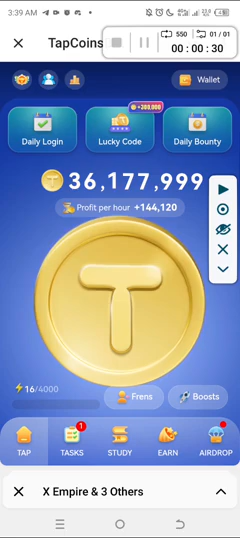 3:39 AM
TapCoins
550
01 / 01
00 : 00 : 30
Wallet
+300,000
Daily Login
Lucky Code
Daily Bounty
36,177,999
Profit per hour +144,120
T
16/4000
Frens
Boosts
TAP
1
TASKS
STUDY
EARN
AIRDROP
X Empire & 3 Others